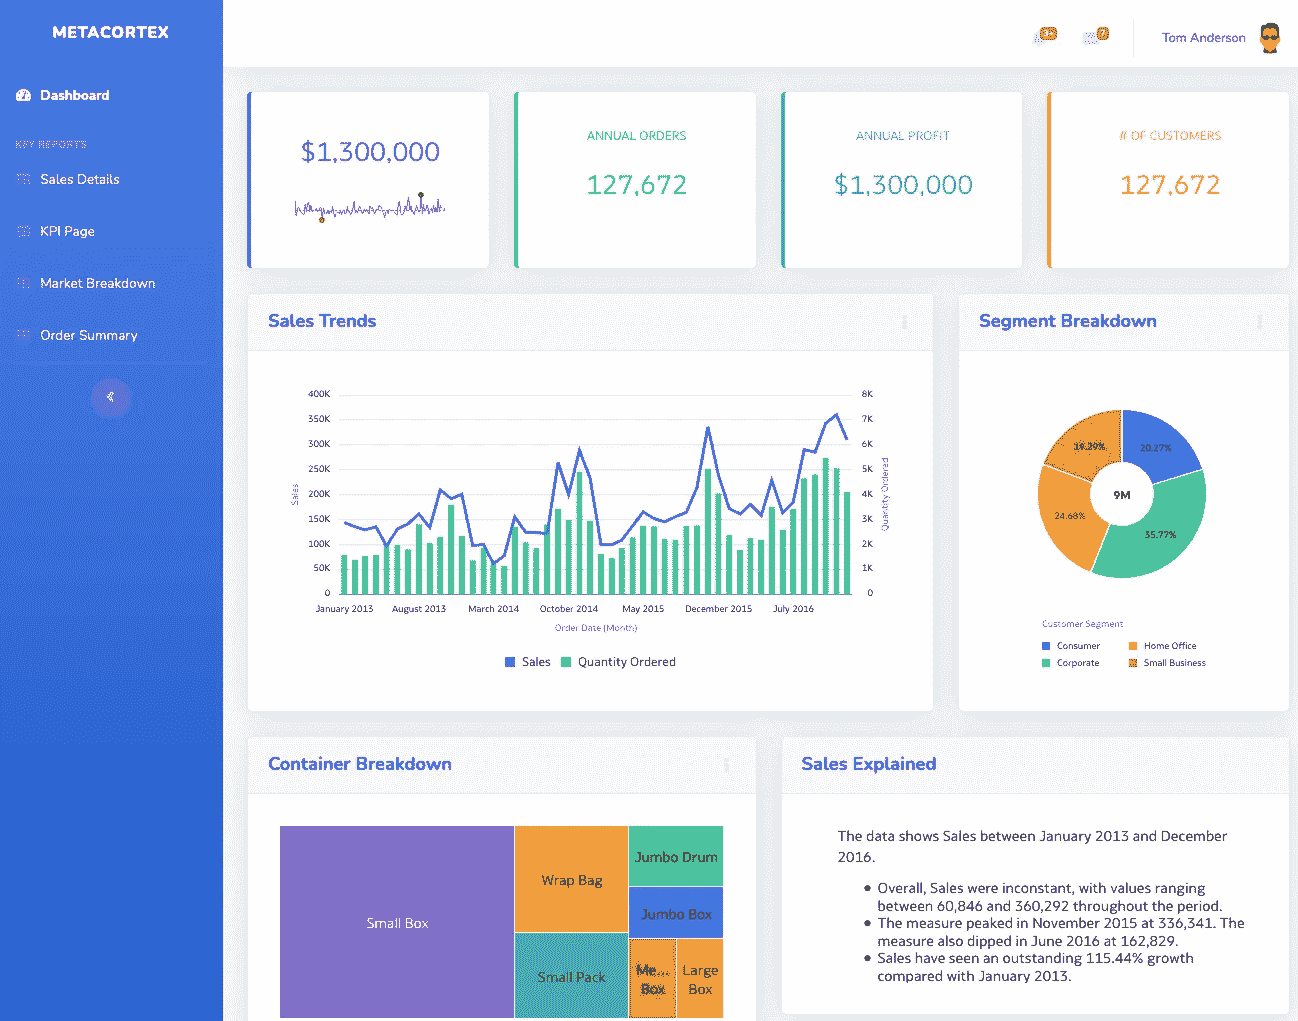 METACORTEX
Tom Anderson
Dashboard
KEY REPORTS
Sales Details
KPI Page
Market Breakdown
Order Summary
$1,300,000
ANNUAL ORDERS
127,672
ANNUAL PROFIT
$1,300,000
# OF CUSTOMERS
127,672
Sales Trends
400K
350K
300K
250K
200K
150K
100K
50K
0
Sales
8K
7K
6K
5K
4K
3K
2K
1K
0
Quantity Ordered
January 2013 August 2013 March 2014 October 2014 May 2015 December 2015 July 2016
Order Date (Month)
Sales Quantity Ordered
Segment Breakdown
20.27%
9M
24.68%
35.77%
Customer Segment
Consumer Home Office
Corporate Small Business
Container Breakdown
Small Box
Wrap Bag
Small Pack
Jumbo Drum
Jumbo Box
Me...
Box
Large
Box
Sales Explained
The data shows Sales between January 2013 and December
2016.
Overall, Sales were inconstant, with values ranging
between 60,846 and 360,292 throughout the period.
The measure peaked in November 2015 at 336,341. The
measure also dipped in June 2016 at 162,829.
Sales have seen an outstanding 115.44% growth
compared with January 2013.